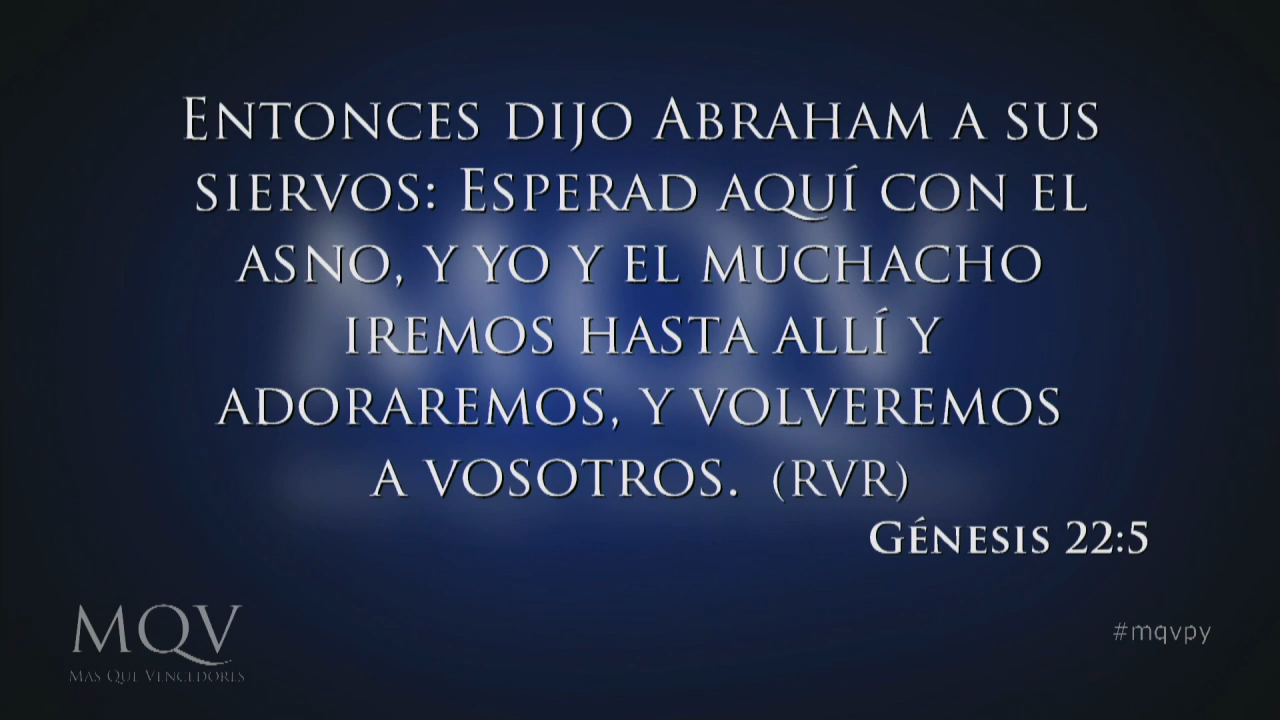 Entonces dijo Abraham a sus
siervos: Esperad aquí con el
asno, y yo y el muchacho
iremos hasta allí y
adoraremos, y volveremos
a vosotros. (RVR)
Génesis 22:5
MQV
Mas Que Vencedores
#mqvpy